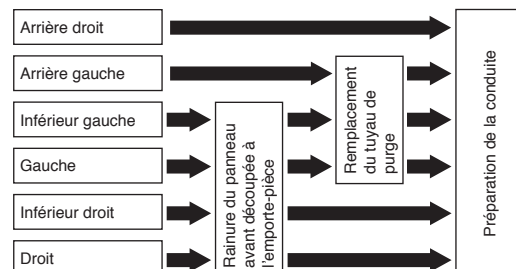 Arrière droit
Arrière gauche
Inférieur gauche
Gauche
Inférieur droit
Droit
Rainure du panneau
avant découpée à
l'emporte-pièce
Remplacement
du tuyau de
purge
Préparation de la conduite